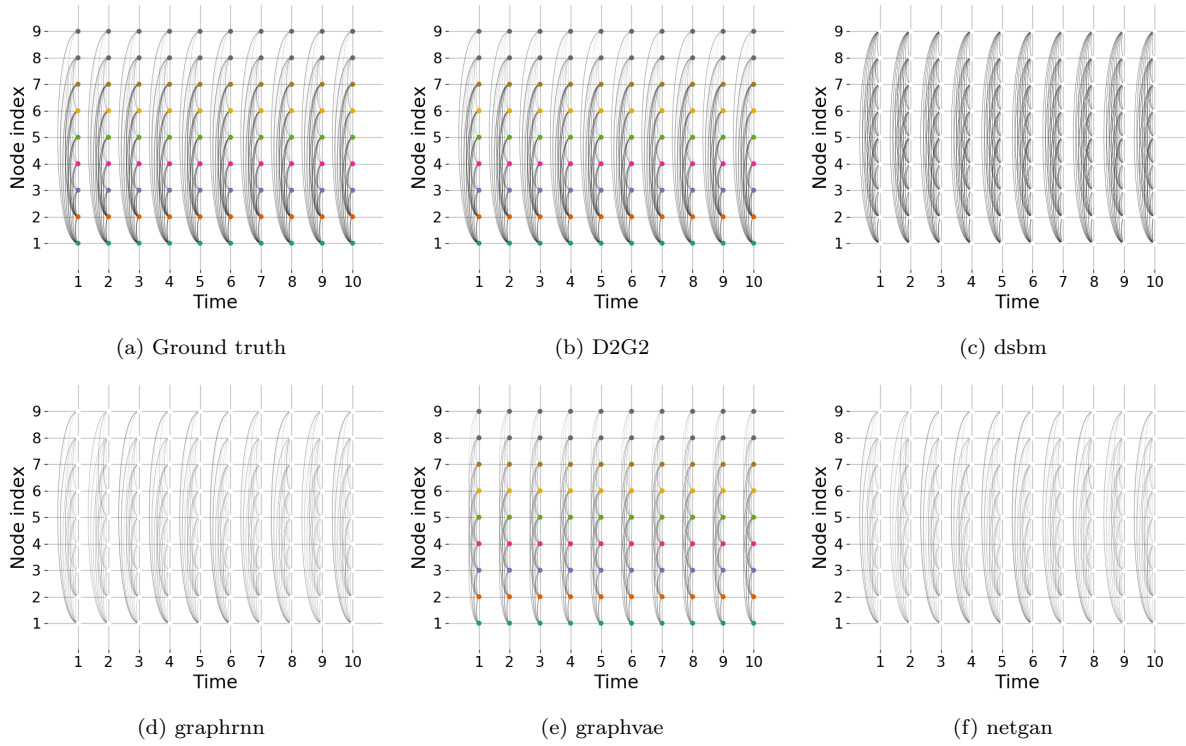 9
8
7
6
5
4
3
2
1
Node index
1 2 3 4 5 6 7 8 9 10
Time
(a) Ground truth
9
8
7
6
5
4
3
2
1
Node index
1 2 3 4 5 6 7 8 9 10
Time
(b) D2G2
9
8
7
6
5
4
3
2
1
Node index
1 2 3 4 5 6 7 8 9 10
Time
(c) dsbm
9
8
7
6
5
4
3
2
1
Node index
1 2 3 4 5 6 7 8 9 10
Time
(d) graphrnn
9
8
7
6
5
4
3
2
1
Node index
1 2 3 4 5 6 7 8 9 10
Time
(e) graphvae
9
8
7
6
5
4
3
2
1
Node index
1 2 3 4 5 6 7 8 9 10
Time
(f) netgan